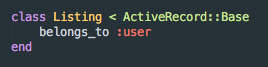 class Listing < ActiveRecord::Base
    belongs_to :user
end